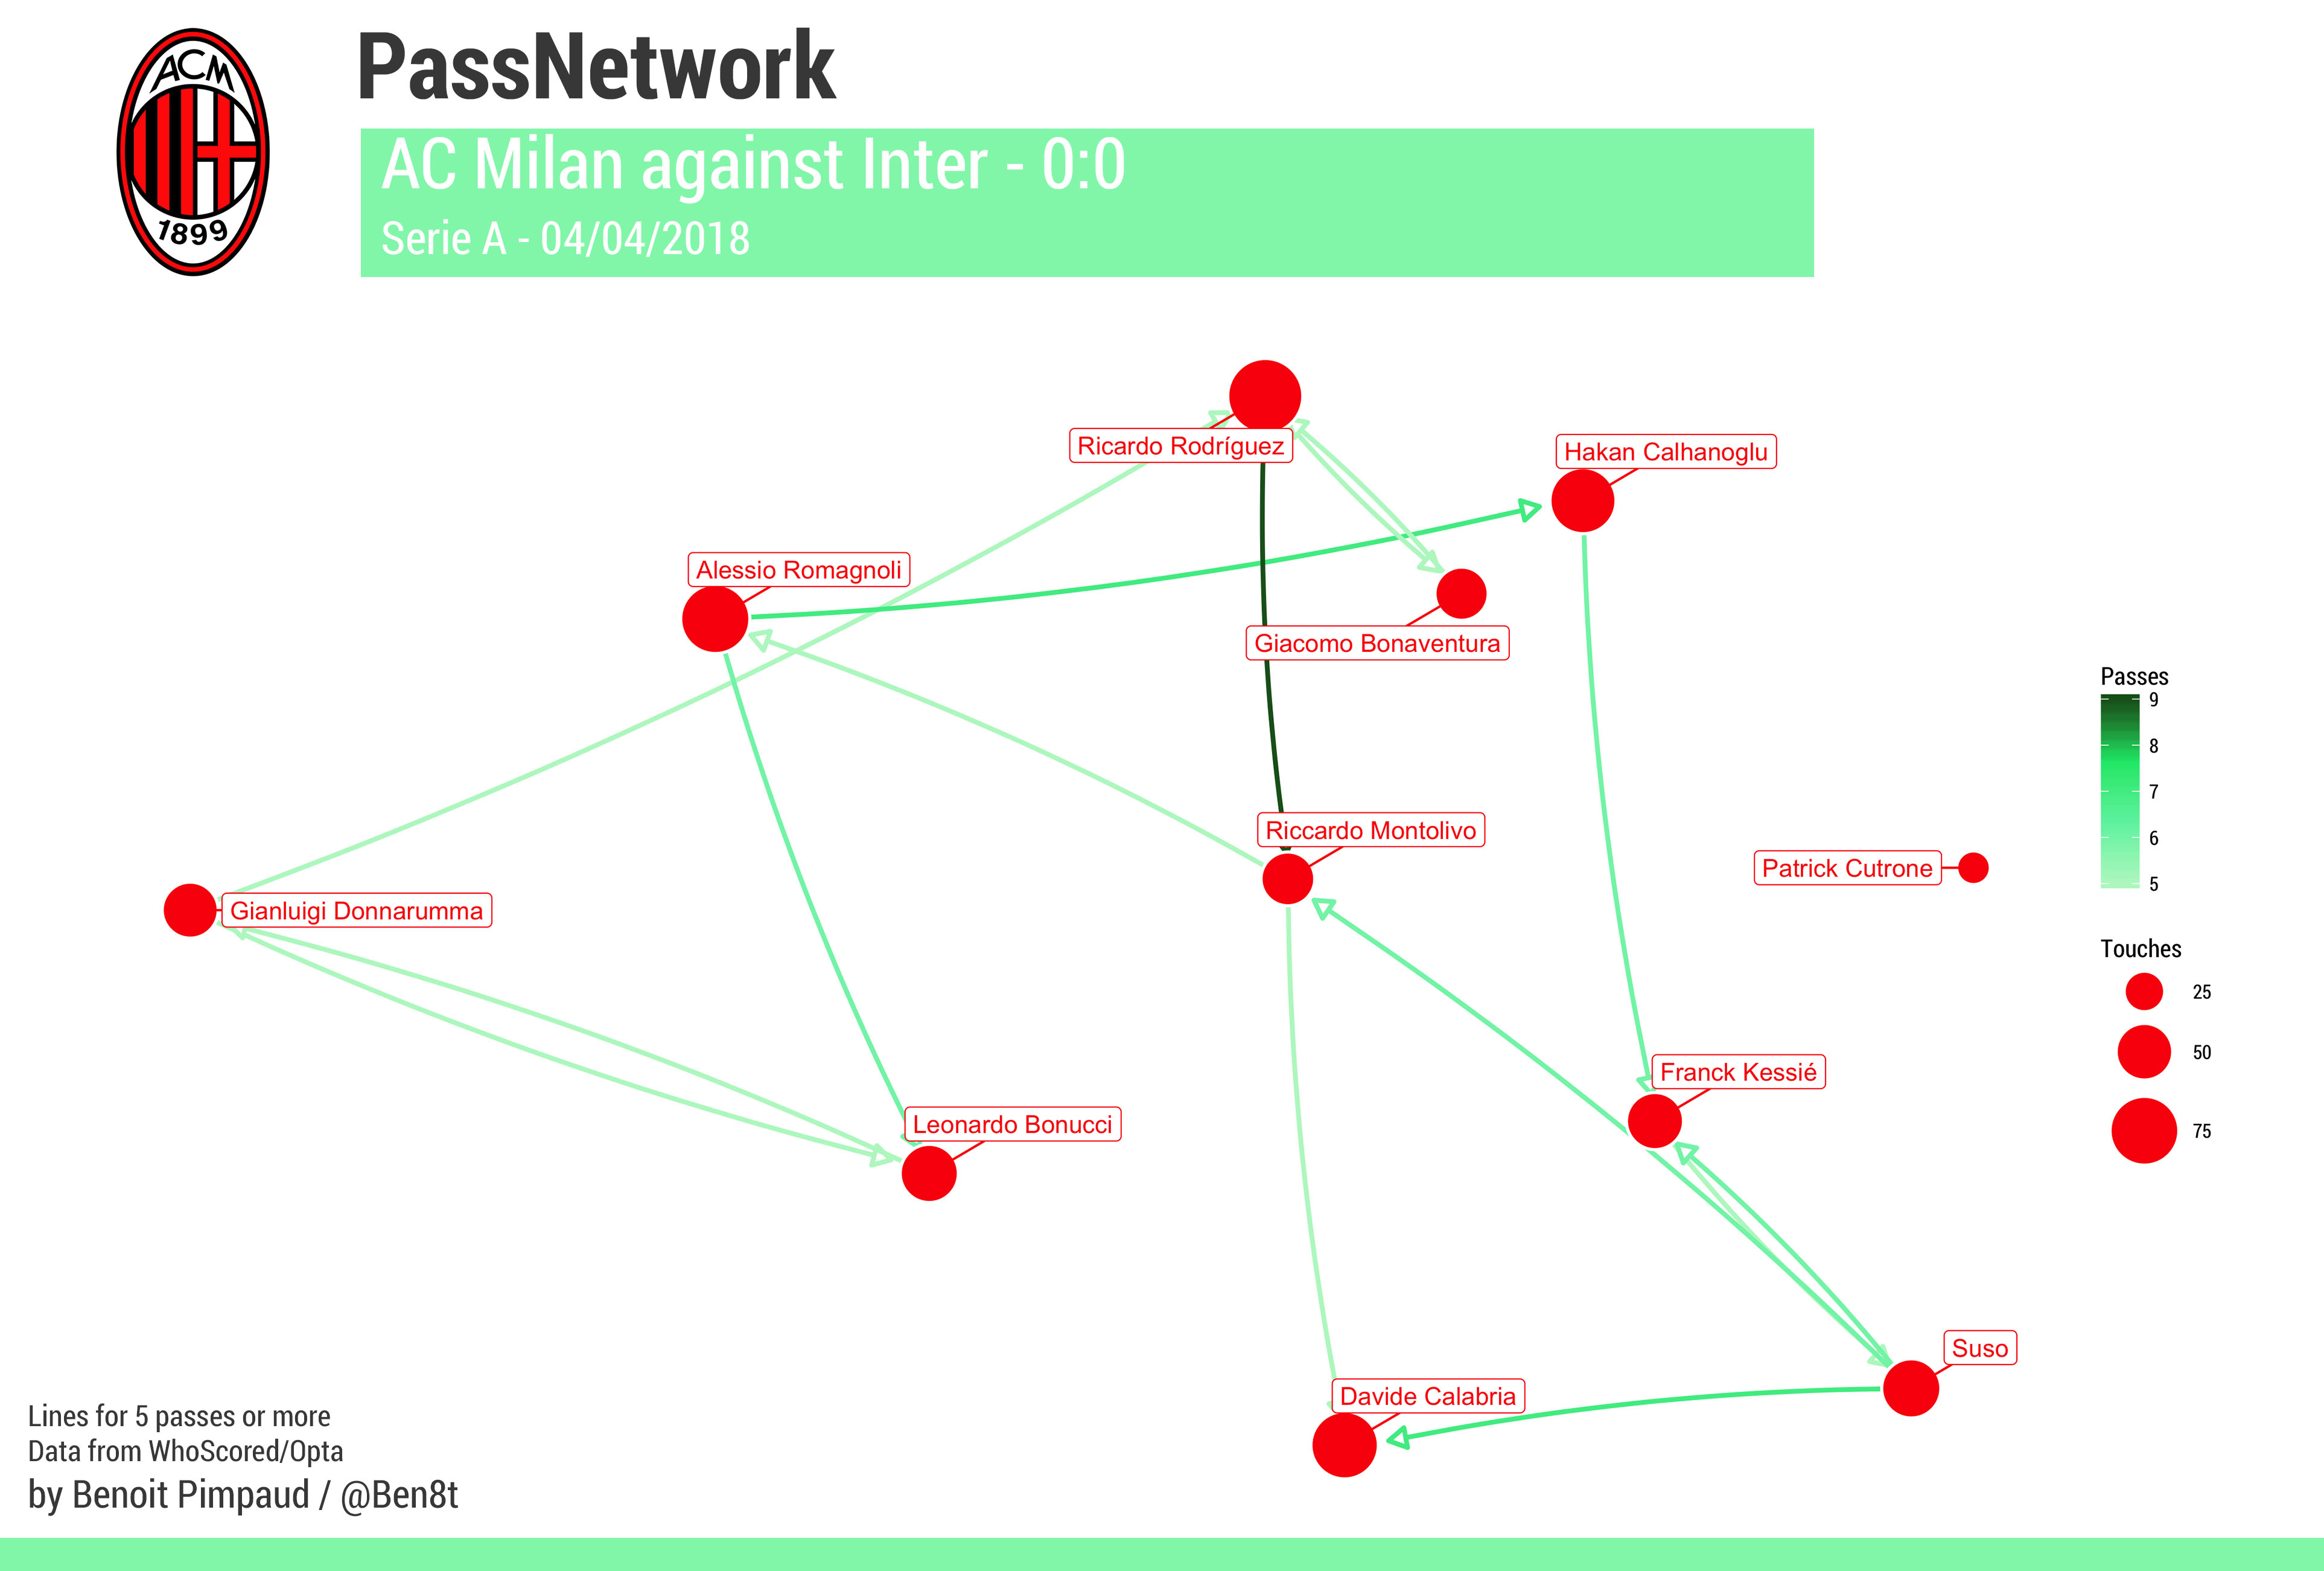 ACM
1899
PassNetwork
AC Milan against Inter - 0:0
Serie A - 04/04/2018
Ricardo Rodríguez
Hakan Calhanoglu
Alessio Romagnoli
Giacomo Bonaventura
Riccardo Montolivo
Patrick Cutrone
Gianluigi Donnarumma
Franck Kessié
Leonardo Bonucci
Suso
Davide Calabria
Passes
9
8
7
6
5
Touches
25
50
75
Lines for 5 passes or more
Data from WhoScored/Opta
by Benoit Pimpaud / @Ben8t